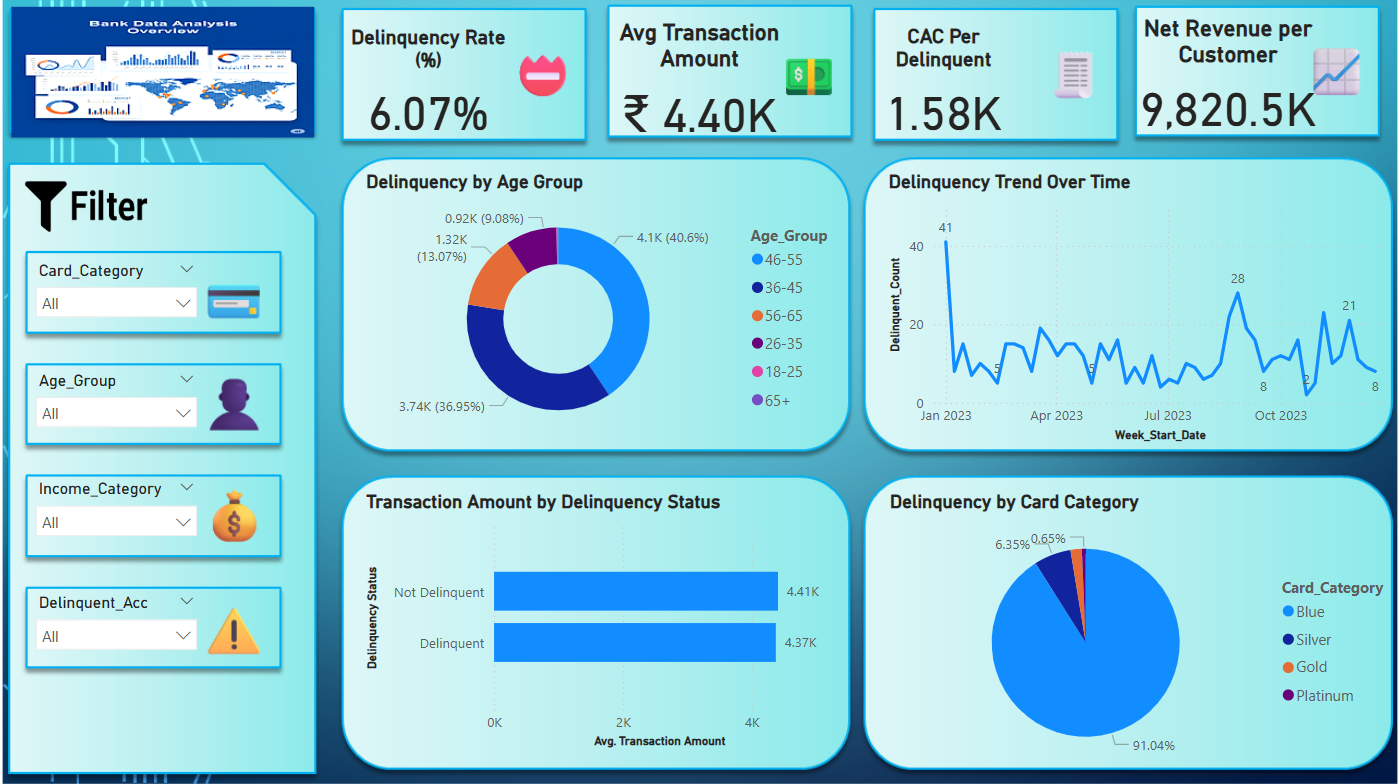 Bank Data Analysis
Overview
Delinquency Rate
(%)
6.07%
Avg Transaction
Amount
₹ 4.40K
CAC Per
Delinquent
1.58K
Net Revenue per
Customer
9,820.5K
Filter
Card_Category
All
Age_Group
All
Income_Category
All
Delinquent_Acc
All
Delinquency by Age Group
0.92K (9.08%)
1.32K
(13.07%)
4.1K (40.6%)
3.74K (36.95%)
Age_Group
46-55
36-45
56-65
26-35
18-25
65+
Delinquency Trend Over Time
Delinquent_Count
40
20
0
41
5
5
28
8
2
21
8
Jan 2023
Apr 2023
Jul 2023
Oct 2023
Week_Start_Date
Transaction Amount by Delinquency Status
Delinquency Status
Not Delinquent
4.41K
Delinquent
4.37K
0K
2K
4K
Avg. Transaction Amount
Delinquency by Card Category
6.35%
0.65%
91.04%
Card_Category
Blue
Silver
Gold
Platinum